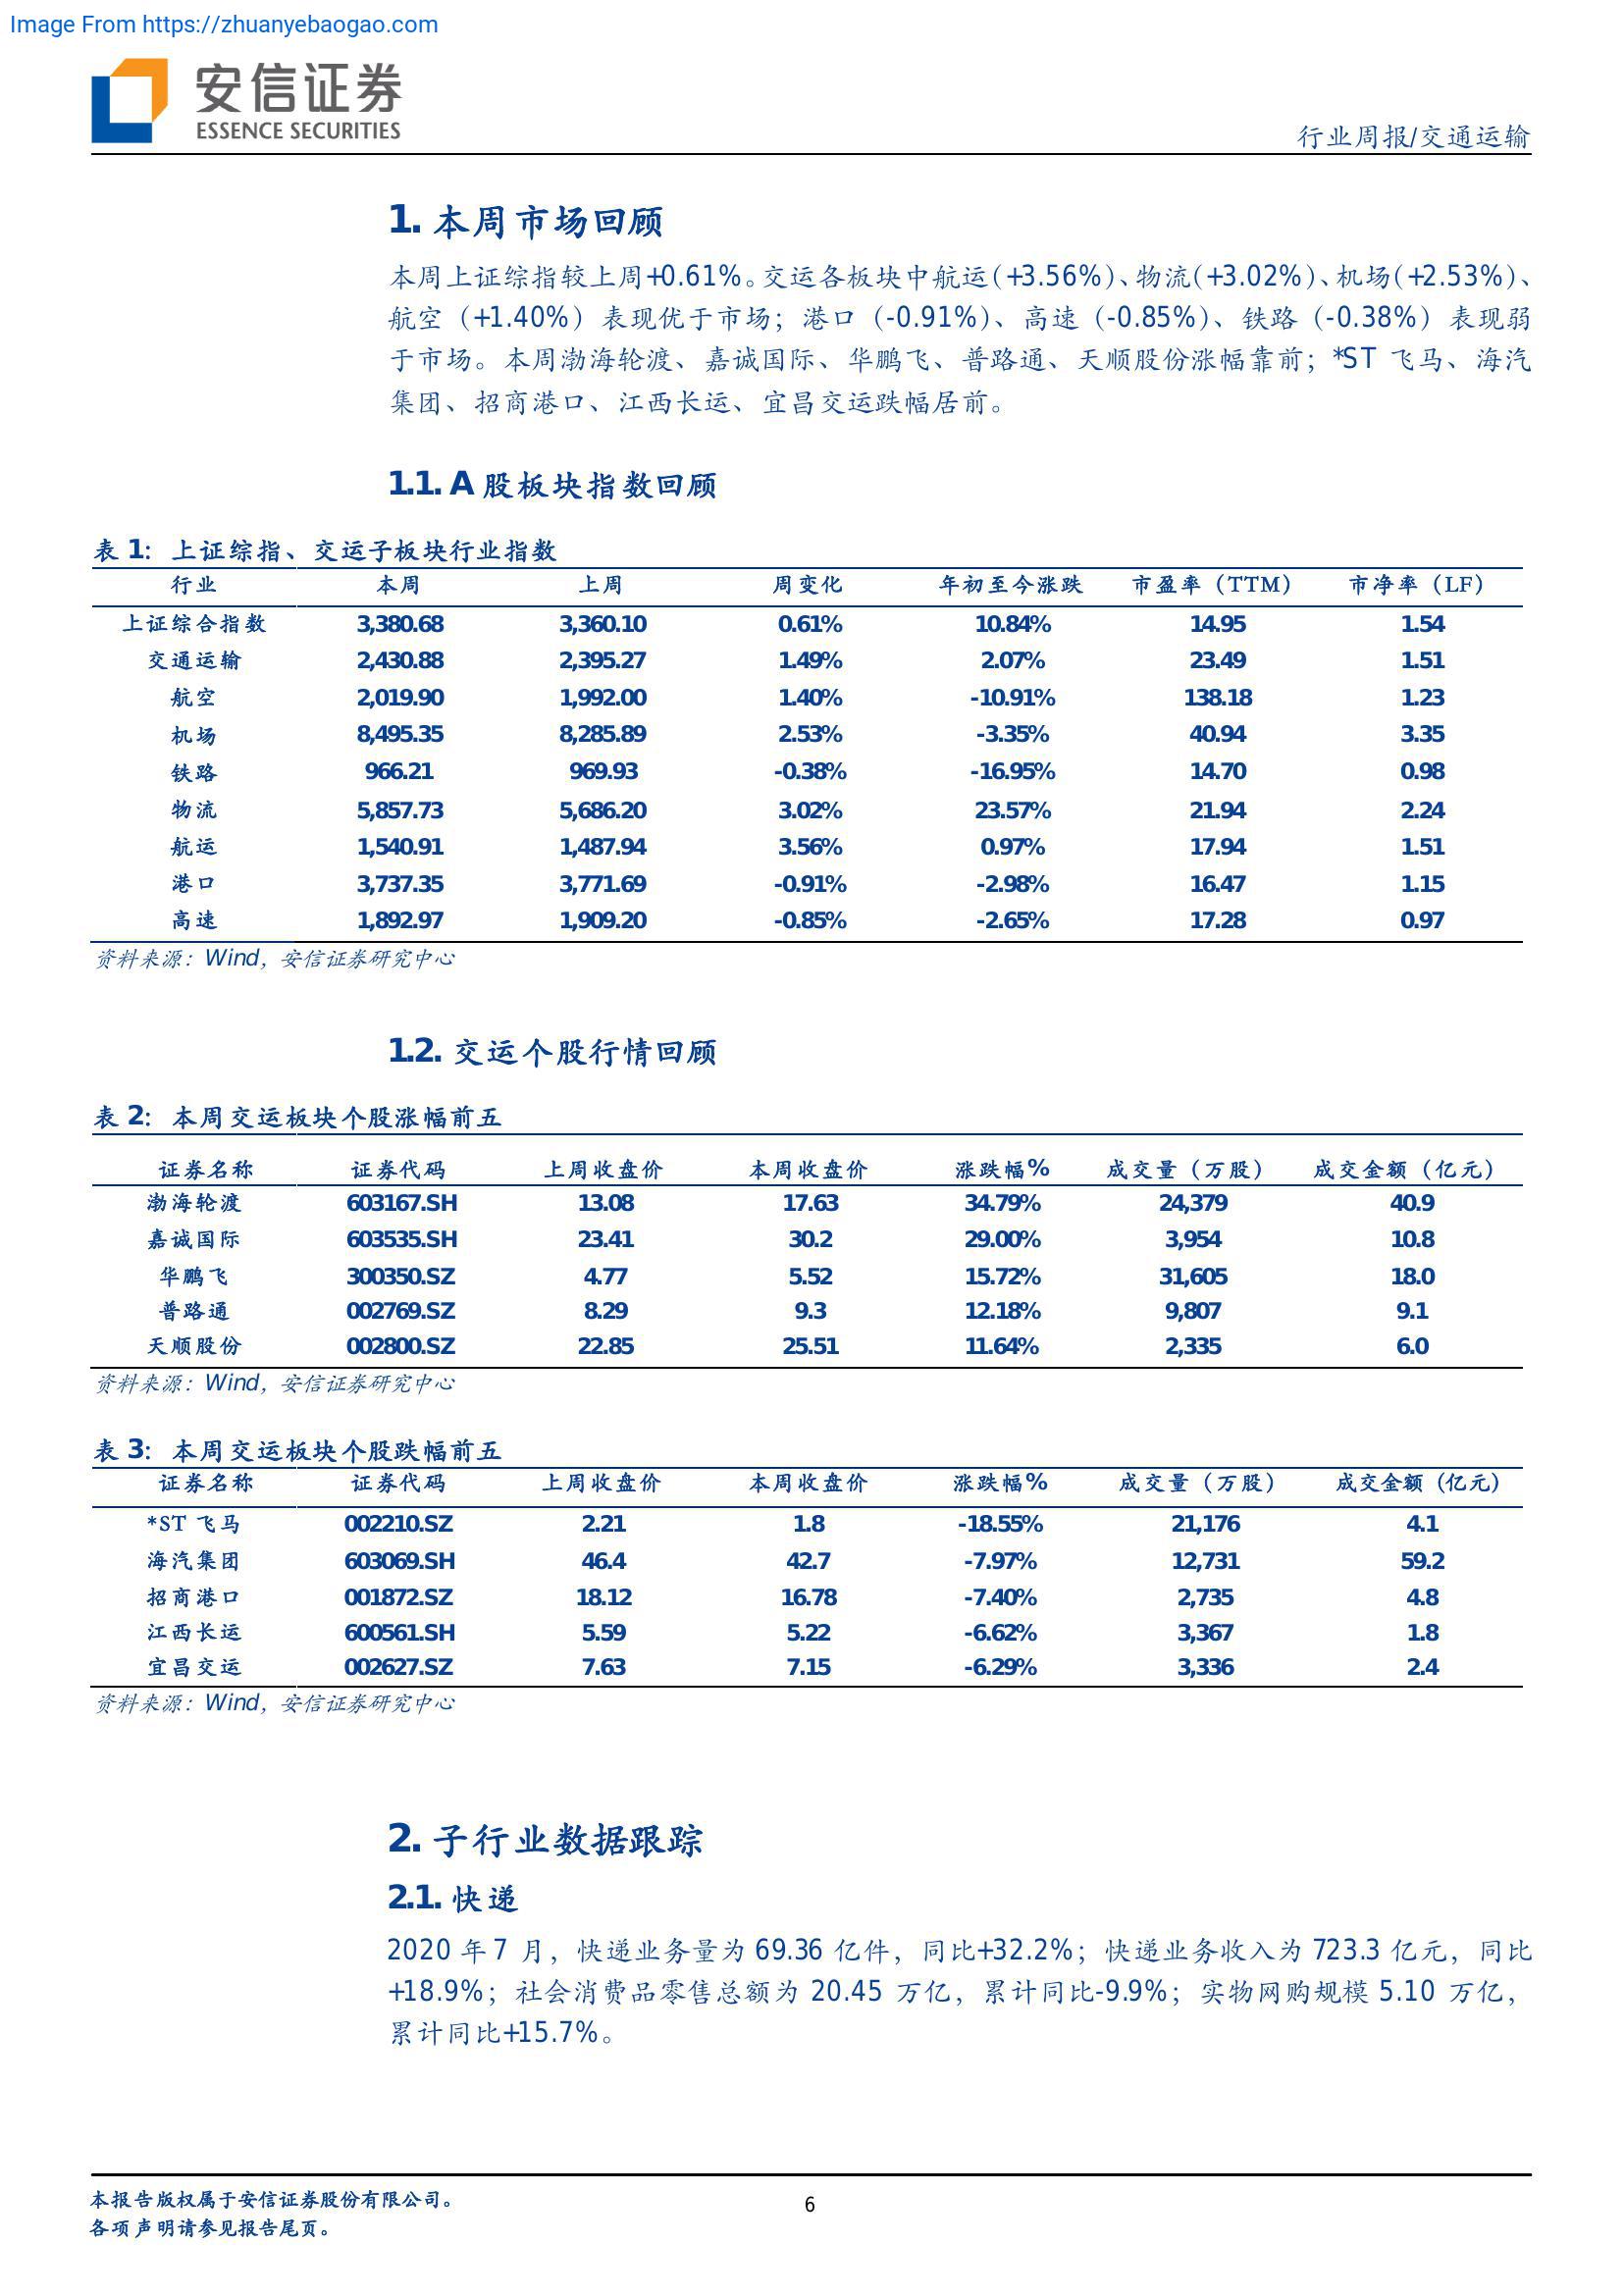 Image From https://zhuanyebaogao.com
安信证券
ESSENCE SECURITIES
行业周报/交通运输
1. 本周市场回顾
本周上证综指较上周+0.61%。交运各板块中航运(+3.56%)、物流(+3.02%)、机场(+2.53%)、
航空（+1.40%）表现优于市场；港口（-0.91%)、高速（-0.85%)、铁路（-0.38%）表现弱
于市场。本周渤海轮渡、嘉诚国际、华鹏飞、普路通、天顺股份涨幅靠前；*ST 飞马、海汽
集团、招商港口、江西长运、宜昌交运跌幅居前。
1.1. A 股板块指数回顾
表 1: 上证综指、交运子板块行业指数
行业 本周 上周 周变化 年初至今涨跌 市盈率（TTM） 市净率（LF）
上证综合指数 3,380.68 3,360.10 0.61% 10.84% 14.95 1.54
交通运输 2,430.88 2,395.27 1.49% 2.07% 23.49 1.51
航空 2,019.90 1,992.00 1.40% -10.91% 138.18 1.23
机场 8,495.35 8,285.89 2.53% -3.35% 40.94 3.35
铁路 966.21 969.93 -0.38% -16.95% 14.70 0.98
物流 5,857.73 5,686.20 3.02% 23.57% 21.94 2.24
航运 1,540.91 1,487.94 3.56% 0.97% 17.94 1.51
港口 3,737.35 3,771.69 -0.91% -2.98% 16.47 1.15
高速 1,892.97 1,909.20 -0.85% -2.65% 17.28 0.97
资料来源：Wind，安信证券研究中心
1.2. 交运个股行情回顾
表 2: 本周交运板块个股涨幅前五
证券名称 证券代码 上周收盘价 本周收盘价 涨跌幅% 成交量（万股） 成交金额（亿元）
渤海轮渡 603167.SH 13.08 17.63 34.79% 24,379 40.9
嘉诚国际 603535.SH 23.41 30.2 29.00% 3,954 10.8
华鹏飞 300350.SZ 4.77 5.52 15.72% 31,605 18.0
普路通 002769.SZ 8.29 9.3 12.18% 9,807 9.1
天顺股份 002800.SZ 22.85 25.51 11.64% 2,335 6.0
资料来源：Wind，安信证券研究中心
表 3: 本周交运板块个股跌幅前五
证券名称 证券代码 上周收盘价 本周收盘价 涨跌幅% 成交量（万股） 成交金额（亿元）
*ST 飞马 002210.SZ 2.21 1.8 -18.55% 21,176 4.1
海汽集团 603069.SH 46.4 42.7 -7.97% 12,731 59.2
招商港口 001872.SZ 18.12 16.78 -7.40% 2,735 4.8
江西长运 600561.SH 5.59 5.22 -6.62% 3,367 1.8
宜昌交运 002627.SZ 7.63 7.15 -6.29% 3,336 2.4
资料来源：Wind，安信证券研究中心
2. 子行业数据跟踪
2.1. 快递
2020 年 7 月，快递业务量为 69.36 亿件，同比+32.2%；快递业务收入为 723.3 亿元，同比
+18.9%；社会消费品零售总额为 20.45 万亿，累计同比-9.9%；实物网购规模 5.10 万亿，
累计同比+15.7%。
本报告版权属于安信证券股份有限公司。
各项声明请参见报告尾页。
6